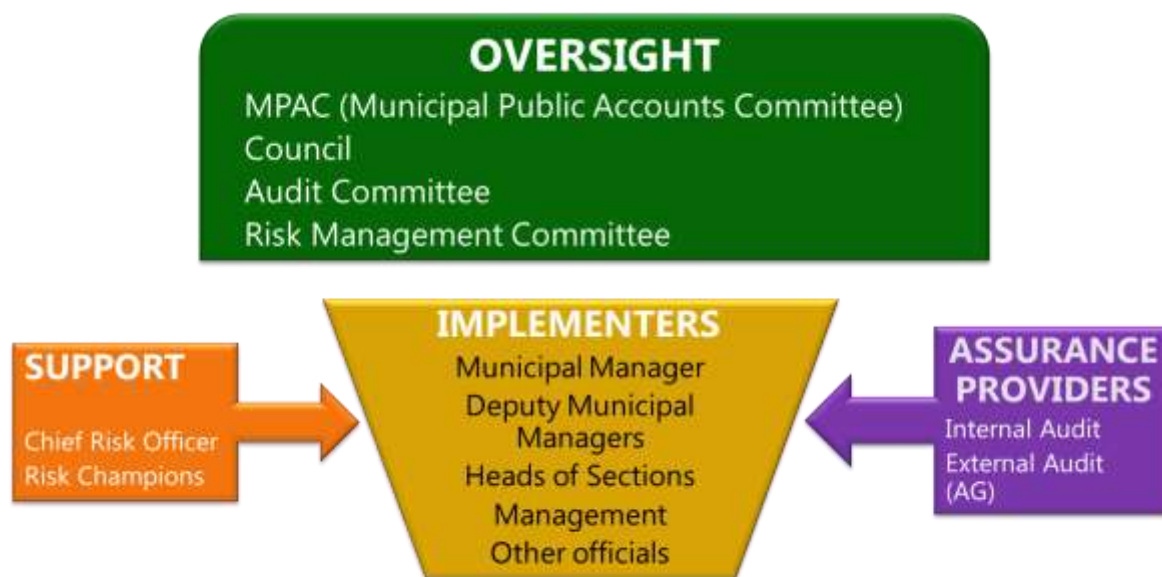 OVERSIGHT
MPAC (Municipal Public Accounts Committee)
Council
Audit Committee
Risk Management Committee
SUPPORT
Chief Risk Officer
Risk Champions
IMPLEMENTERS
Municipal Manager
Deputy Municipal
Managers
Heads of Sections
Management
Other officials
ASSURANCE
PROVIDERS
Internal Audit
External Audit
(AG)